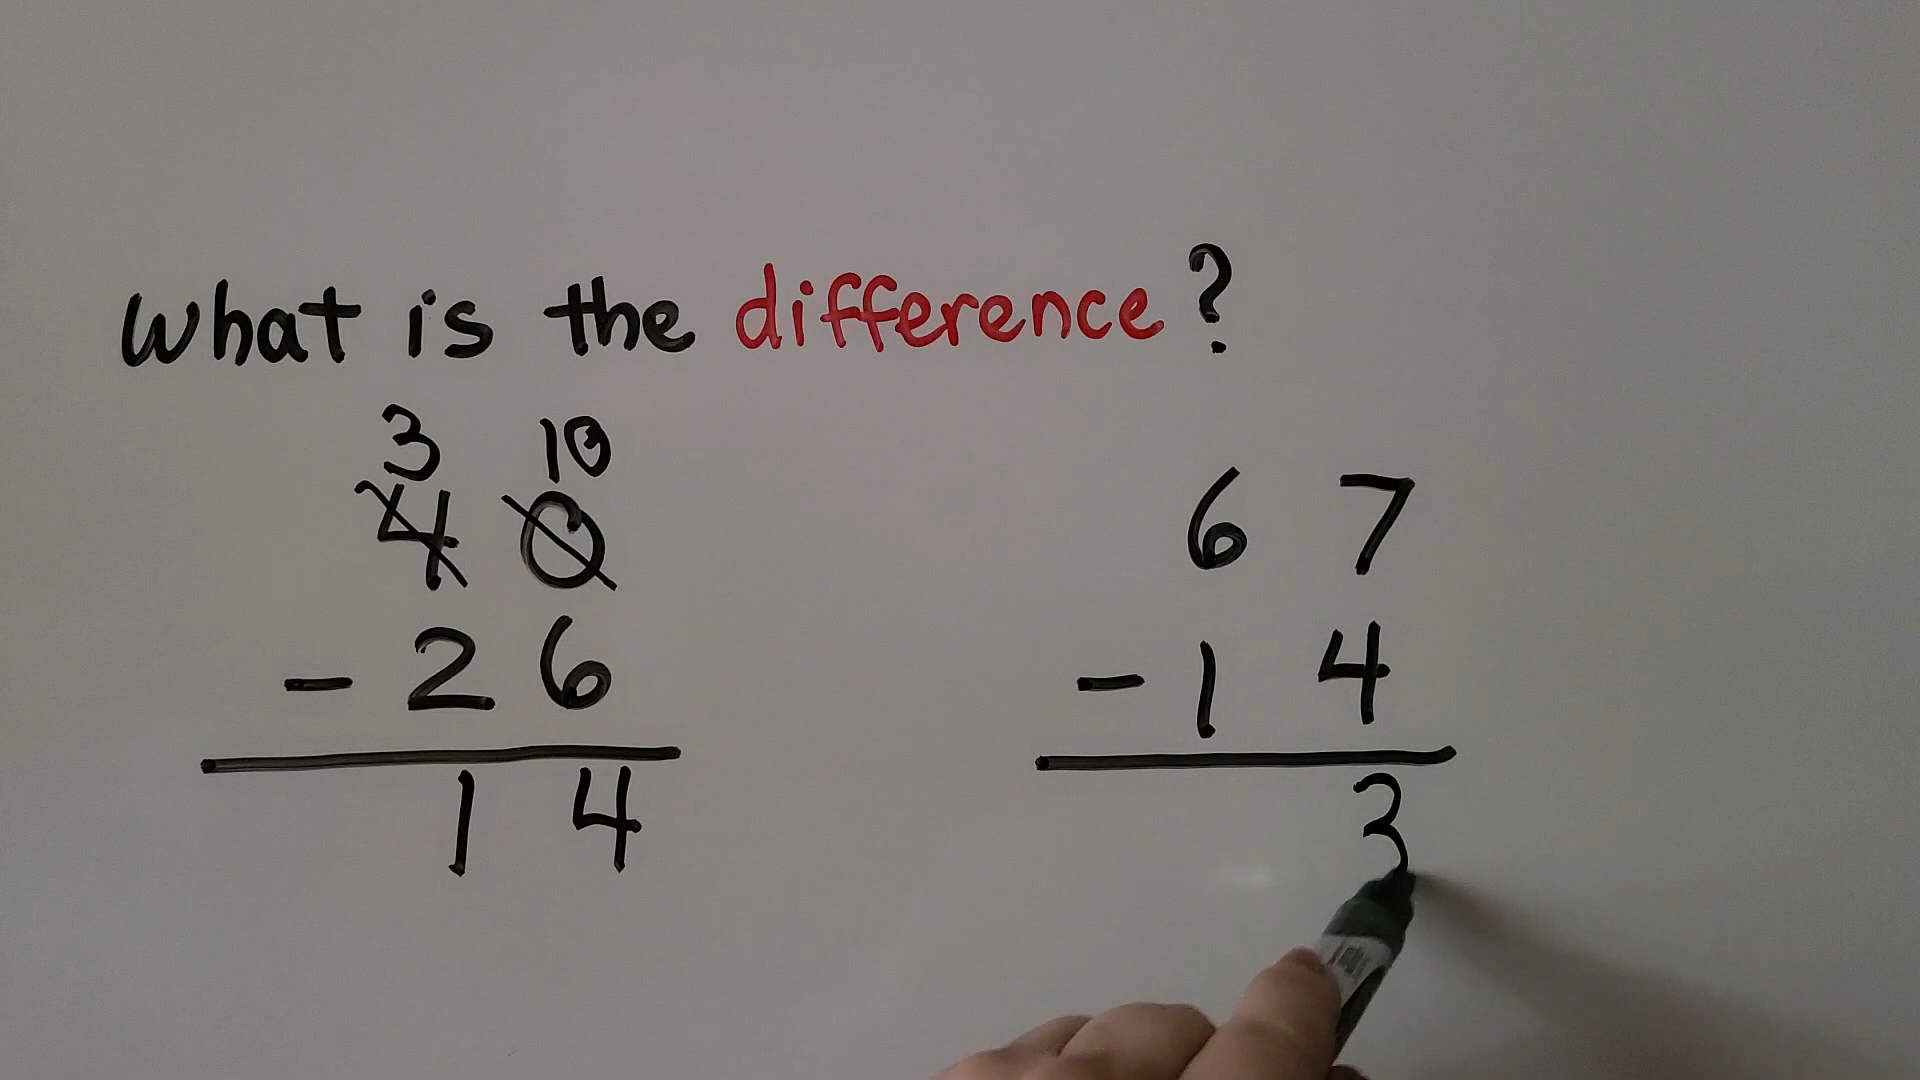 What is the difference?
3 10
4 0 6 7
- 2 6 - 1 4
1 4 3